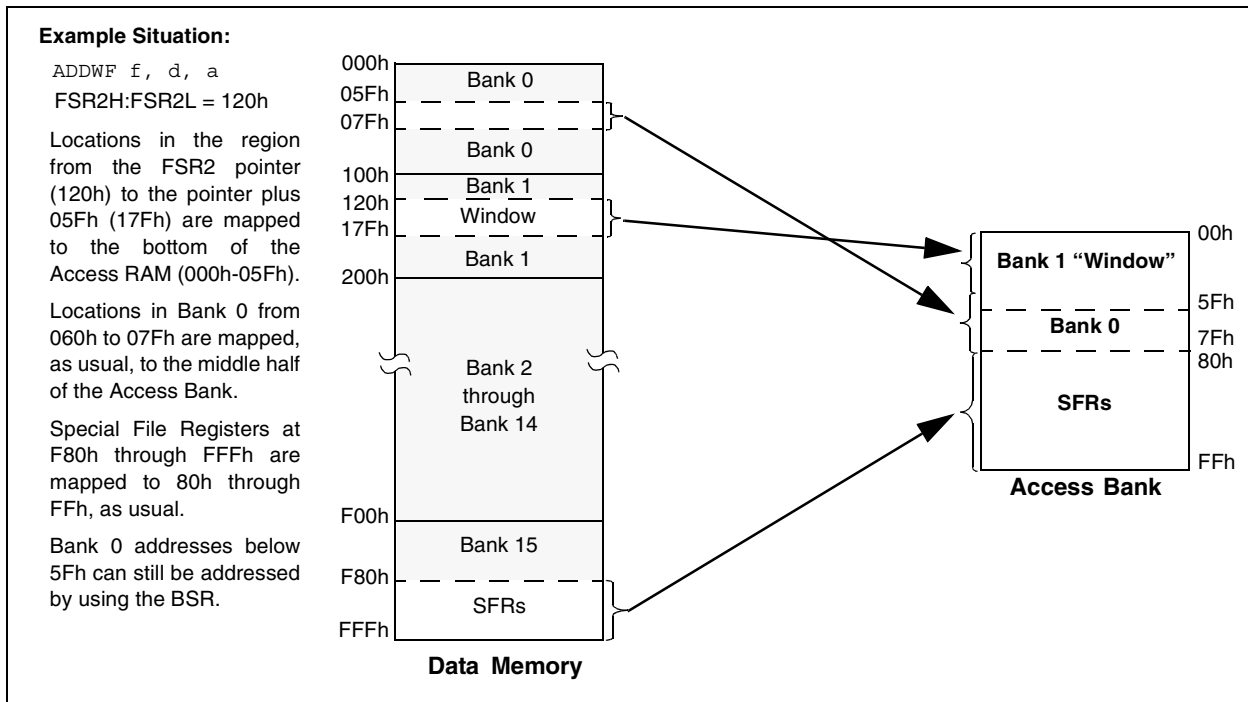 Example Situation:
ADDWF f, d, a
FSR2H:FSR2L = 120h
Locations in the region
from the FSR2 pointer
(120h) to the pointer plus
05Fh (17Fh) are mapped
to the bottom of the
Access RAM (000h-05Fh).
Locations in Bank 0 from
060h to 07Fh are mapped,
as usual, to the middle half
of the Access Bank.
Special File Registers at
F80h through FFFh are
mapped to 80h through
FFh, as usual.
Bank 0 addresses below
5Fh can still be addressed
by using the BSR.
000h
Bank 0
05Fh
07Fh
Bank 0
100h
Bank 1
120h
Window
17Fh
Bank 1
200h
Bank 2
through
Bank 14
F00h
Bank 15
F80h
SFRs
FFFh
Data Memory
00h
Bank 1 “Window”
5Fh
Bank 0
7Fh
80h
SFRs
FFh
Access Bank